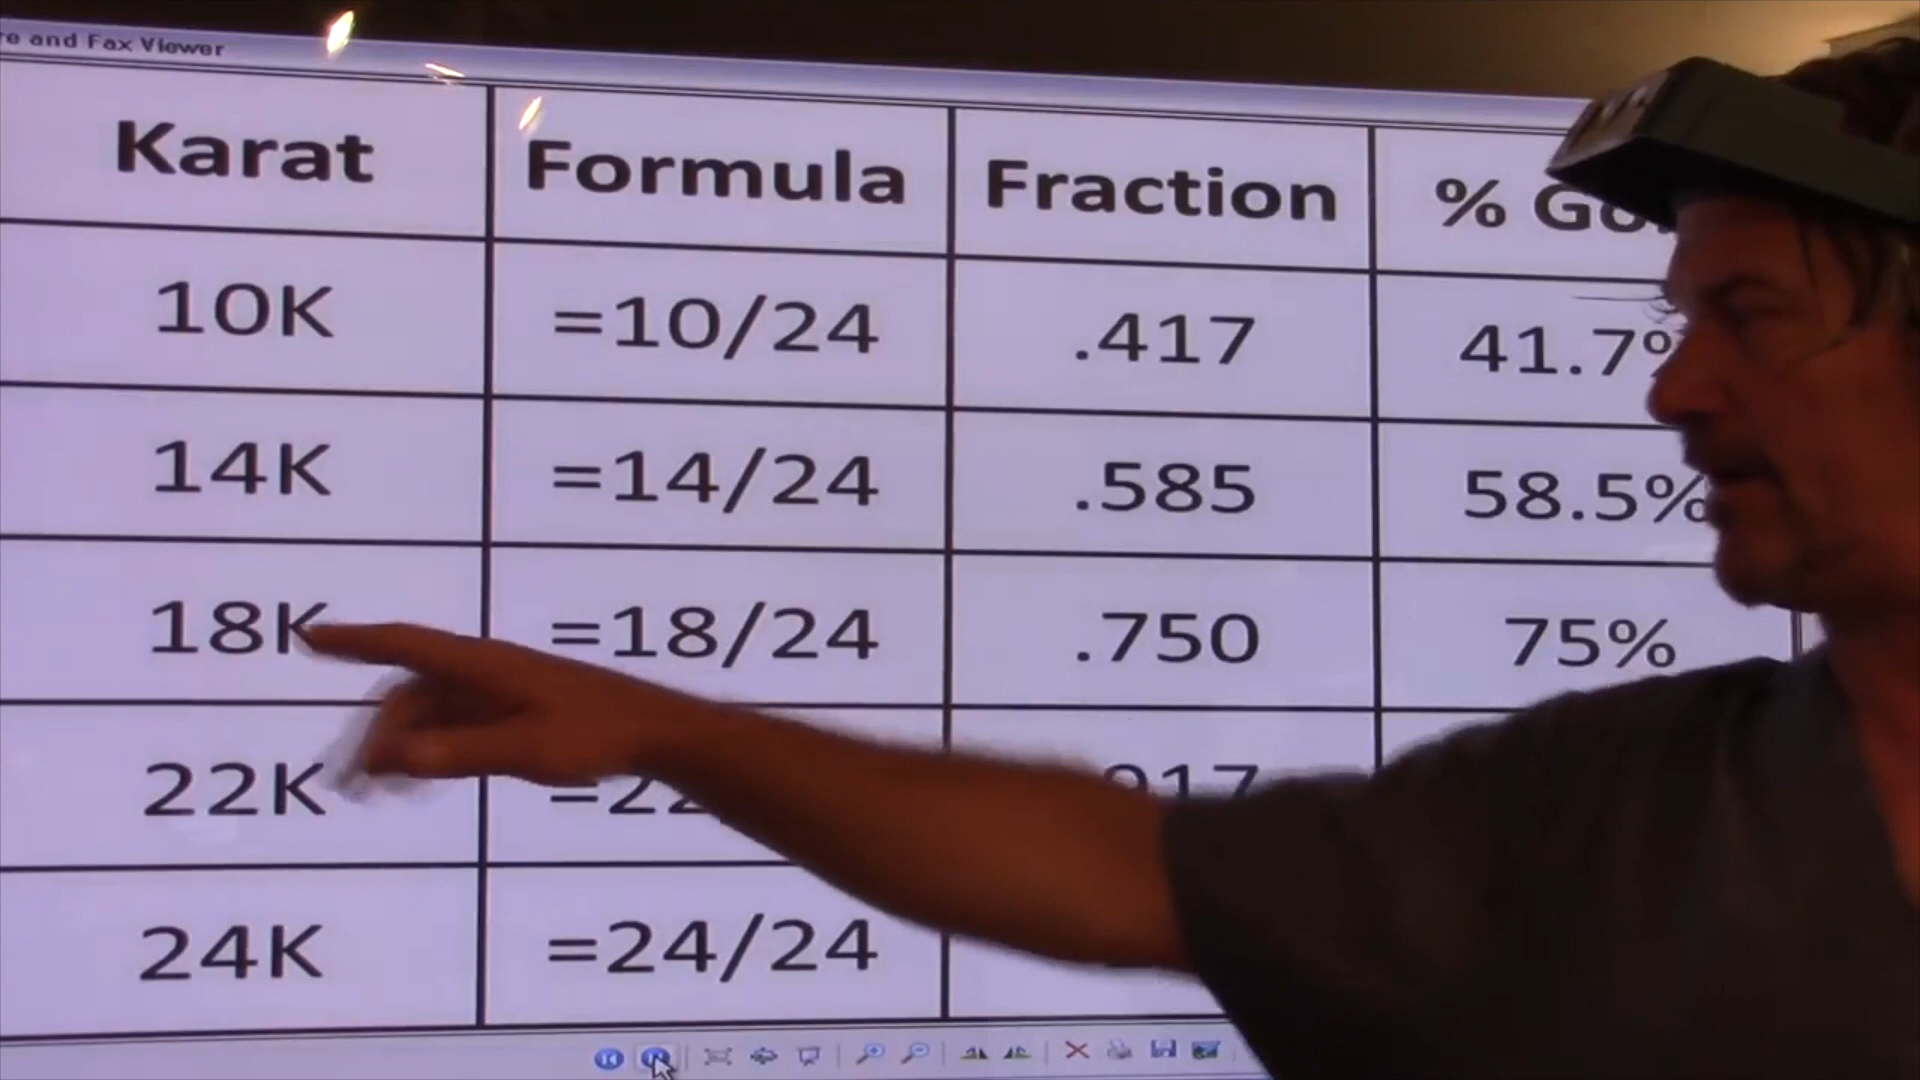 and Fax Viewer
Karat Formula Fraction %
10K =10/24 .417 41.7%
14K =14/24 .585 58.5%
18K =18/24 .750 75%
22K =22
24K =24/24